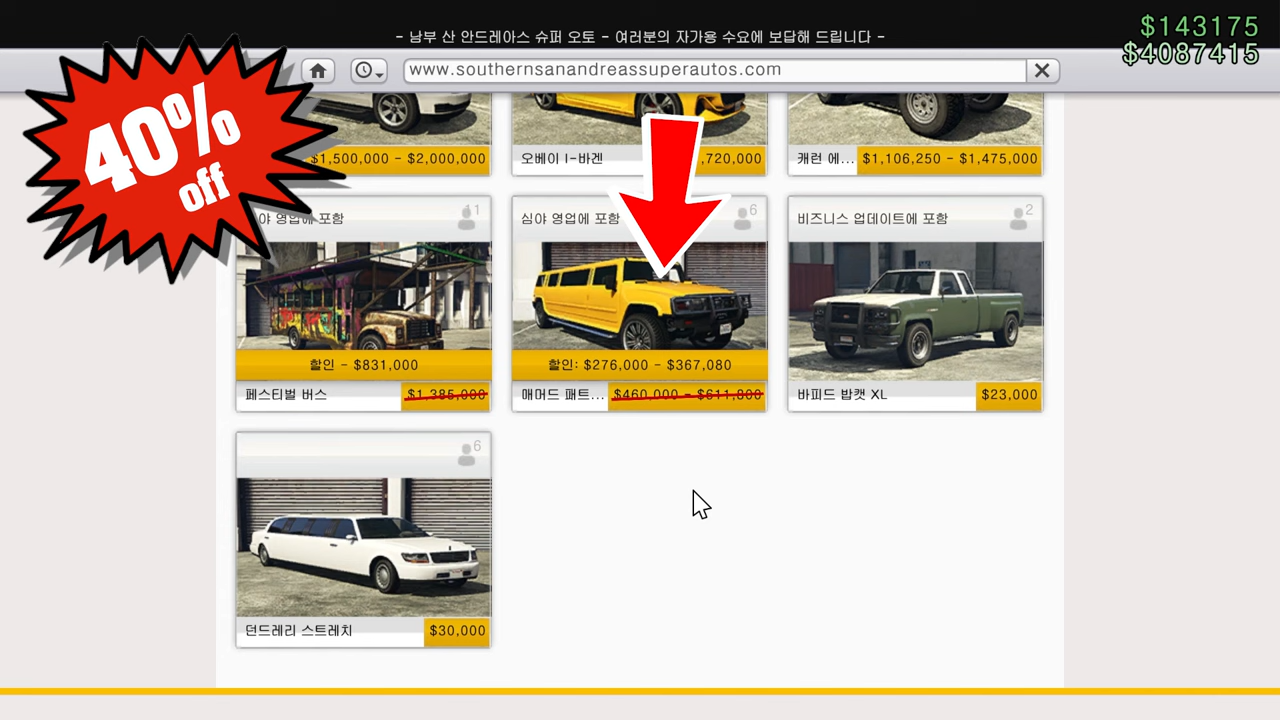 - 남부 산 안드레아스 슈퍼 오토 - 여러분의 자가용 수요에 보답해 드립니다 -
$143175
$4087415
www.southernsanandreassuperautos.com
40%
off
$1,500,000 - $2,000,000
오베이 I-바겐
,720,000
캐런 에...
$1,106,250 - $1,475,000
야 영업에 포함
11
심야 영업에 포함
6
비즈니스 업데이트에 포함
2
할인 - $831,000
페스티벌 버스
$1,385,000
할인: $276,000 - $367,080
매머드 패트...
$460,000 - $611,800
바피드 밥캣 XL
$23,000
6
던드레리 스트레치
$30,000